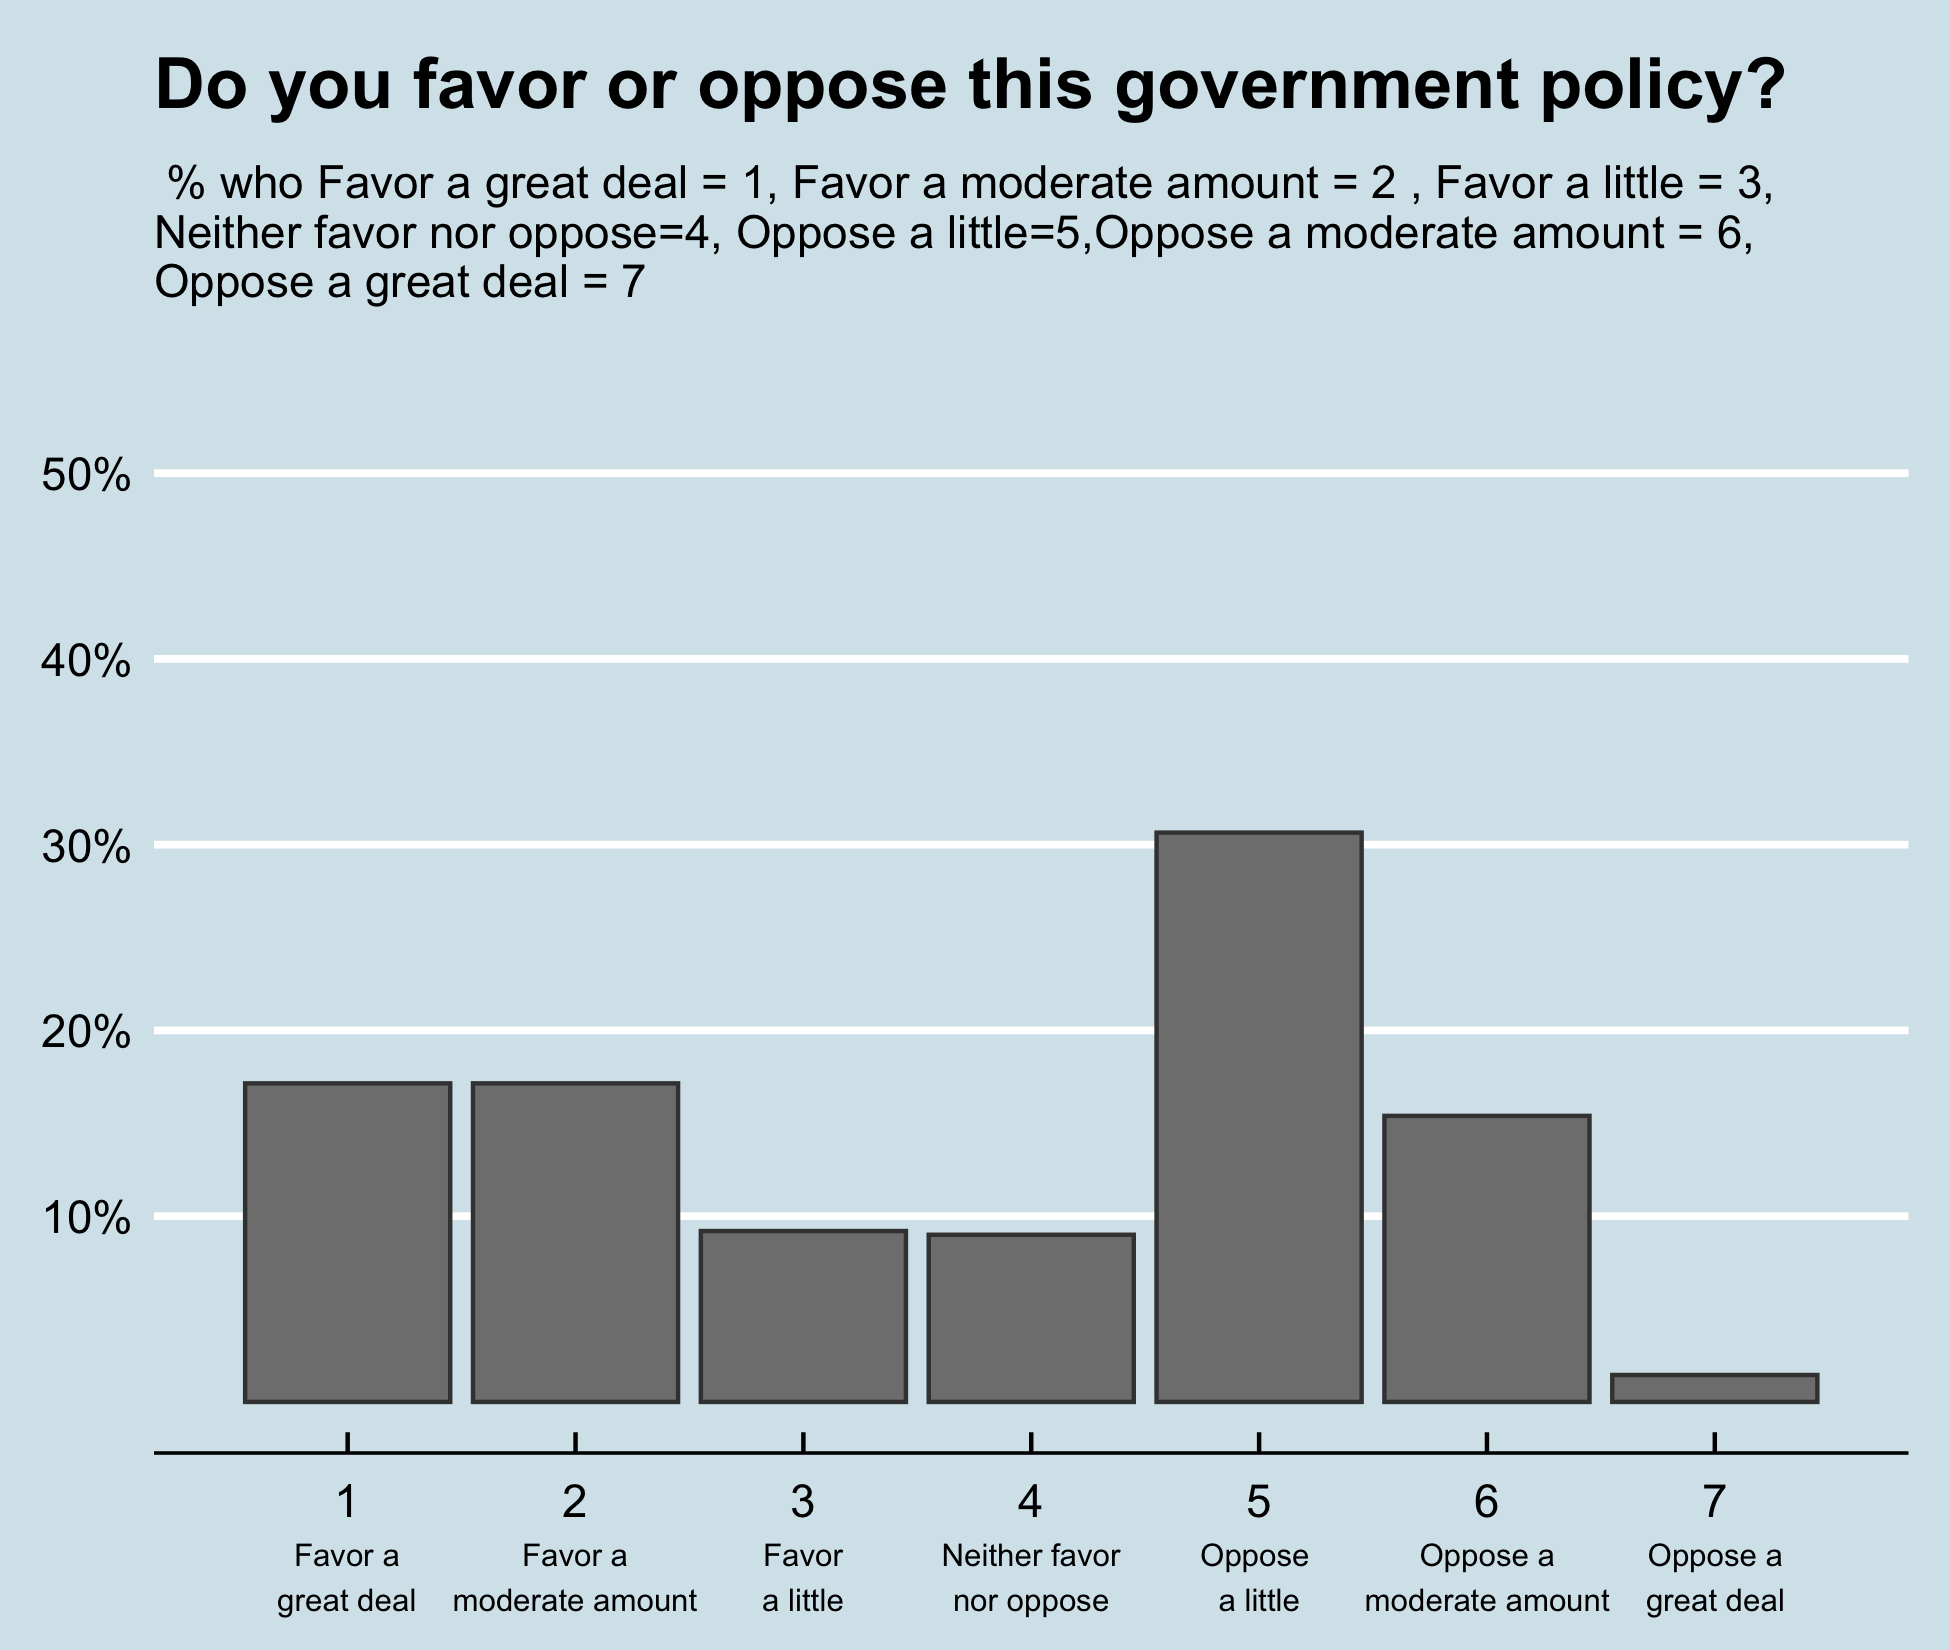 Do you favor or oppose this government policy?
% who Favor a great deal = 1, Favor a moderate amount = 2 , Favor a little = 3,
Neither favor nor oppose=4, Oppose a little=5,Oppose a moderate amount = 6,
Oppose a great deal = 7
50%
40%
30%
20%
10%
1 2 3 4 5 6 7
Favor a Favor a Favor Neither favor Oppose Oppose a Oppose a
great deal moderate amount a little nor oppose a little moderate amount great deal